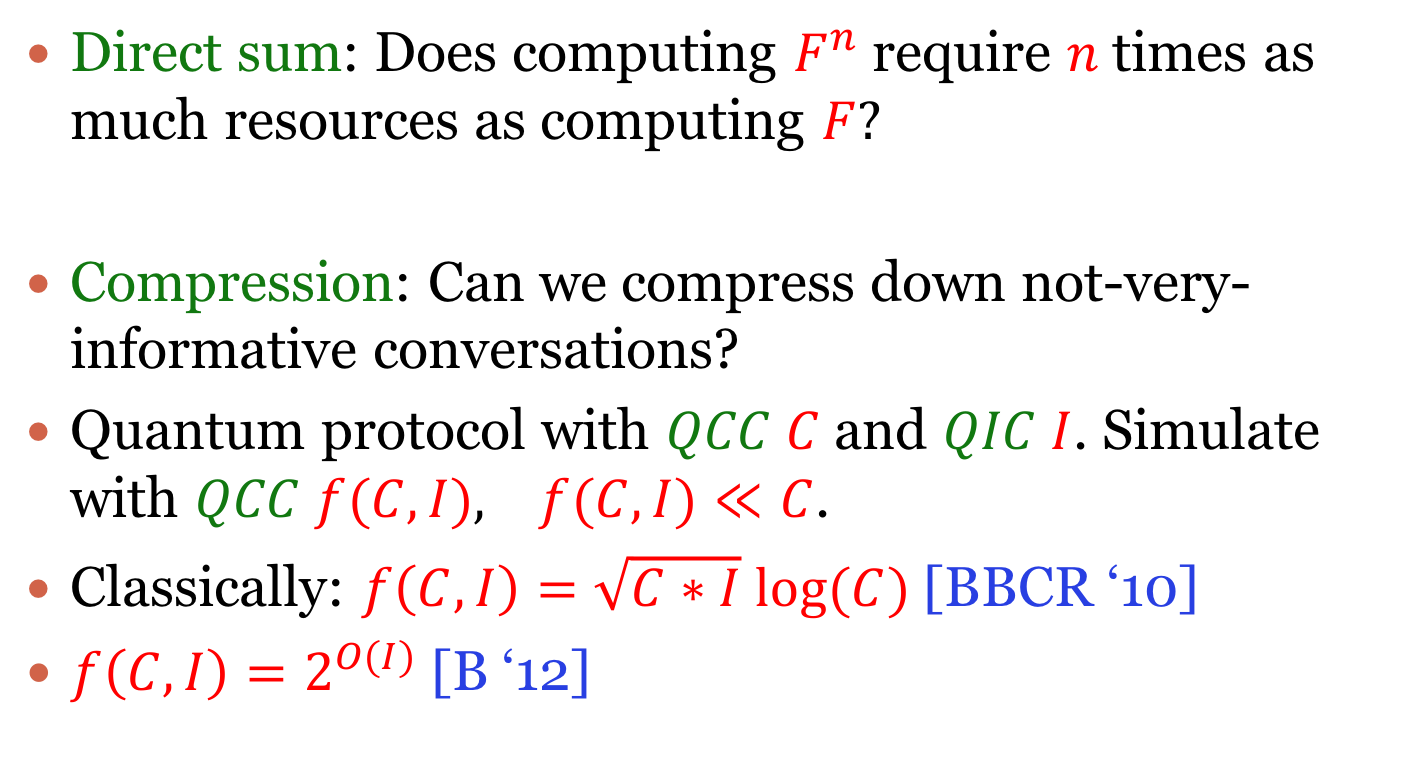 • Direct sum: Does computing Fⁿ require n times as
much resources as computing F?
• Compression: Can we compress down not-very-
informative conversations?
• Quantum protocol with QCC C and QIC I. Simulate
with QCC f(C, I), f(C, I) ≪ C.
• Classically: f(C, I) = √(C ∗ I) log(C) [BBCR ‘10]
• f(C, I) = 2^{O(I)} [B ‘12]